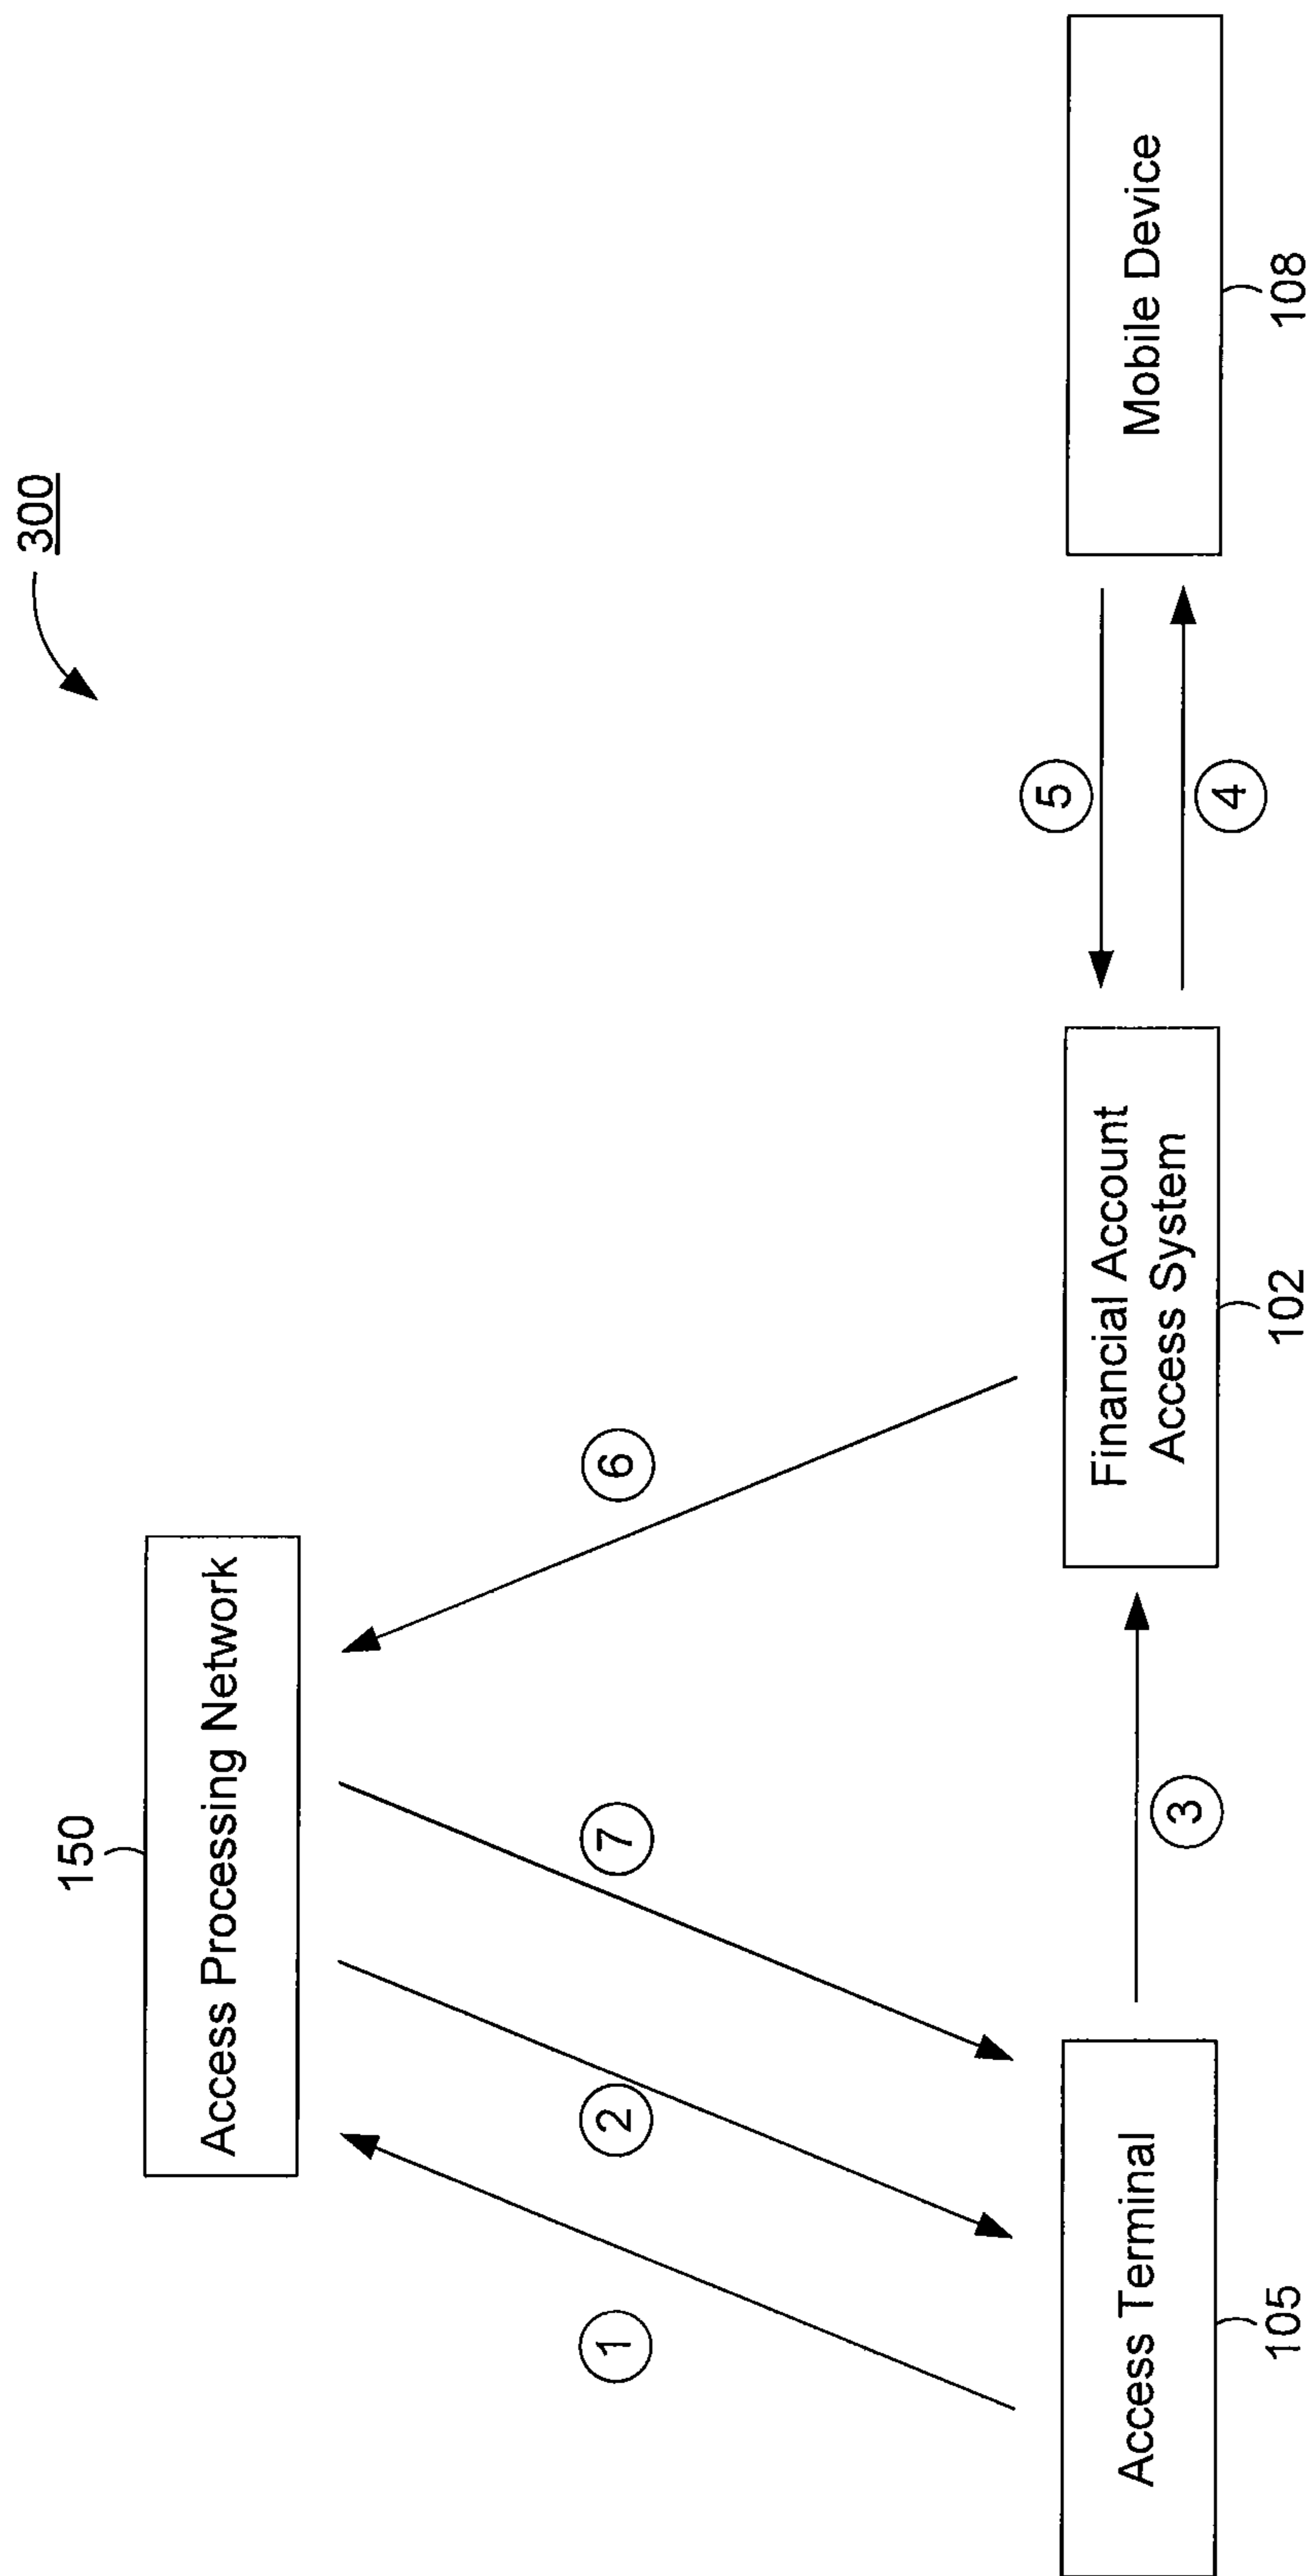 300
150
Access Processing Network
1
2
7
6
5
3
4
Access Terminal
Financial Account
Access System
Mobile Device
105
102
108